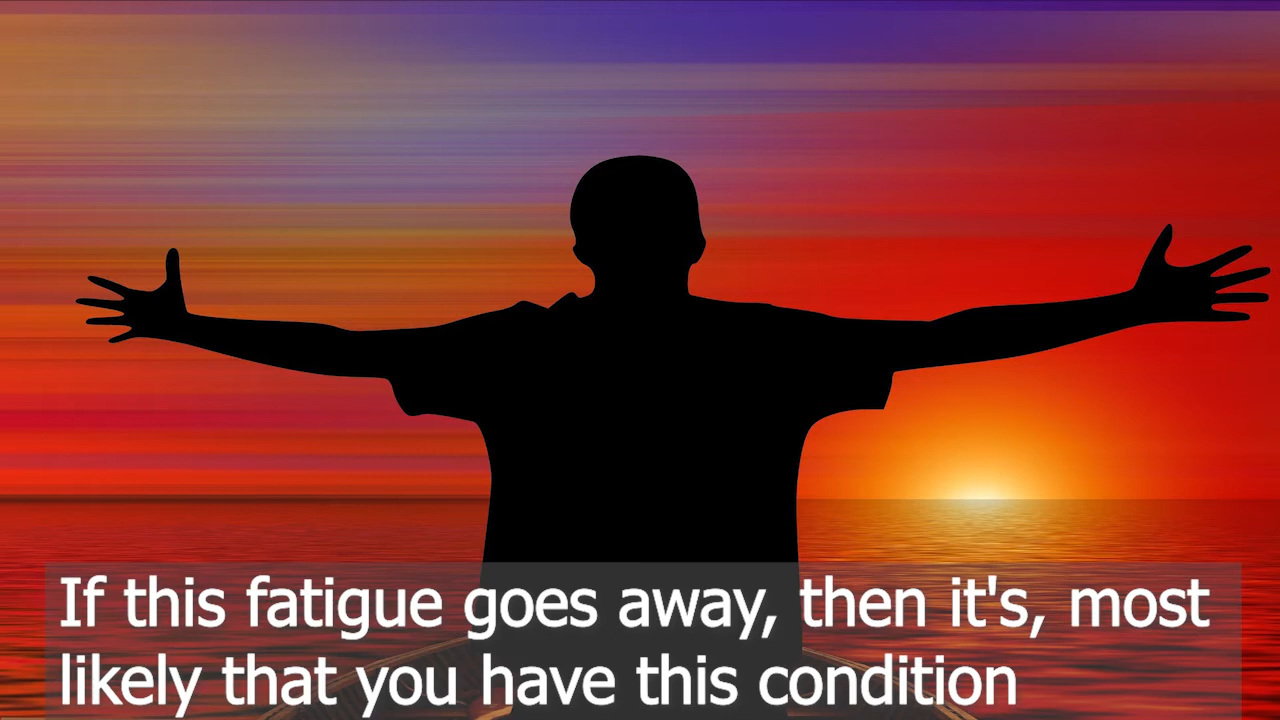 If this fatigue goes away, then it's, most
likely that you have this condition